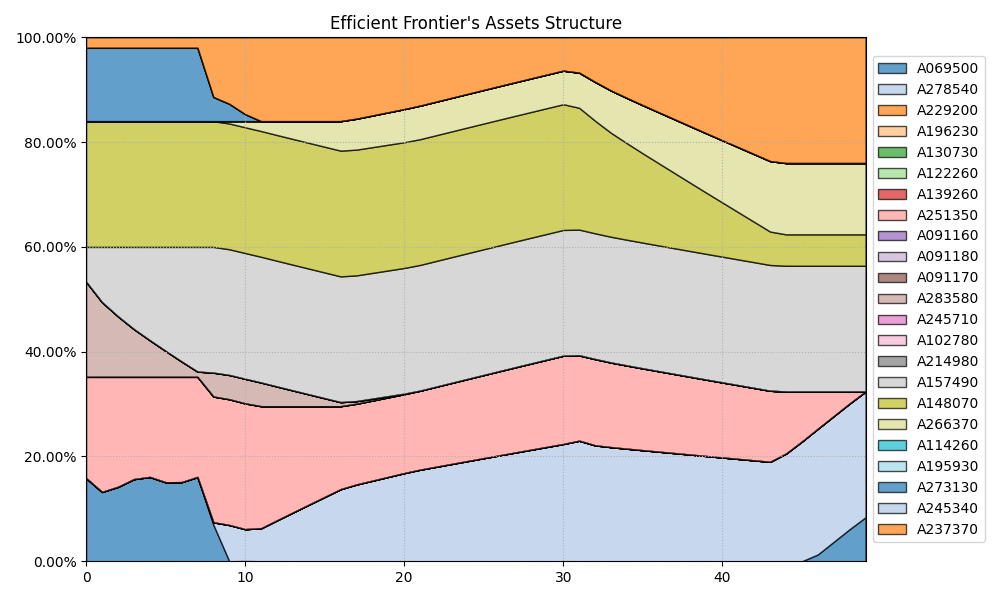 Efficient Frontier's Assets Structure
100.00%
80.00%
60.00%
40.00%
20.00%
0.00%
0
10
20
30
40
A069500
A278540
A229200
A196230
A130730
A122260
A139260
A251350
A091160
A091180
A091170
A283580
A245710
A102780
A214980
A157490
A148070
A266370
A114260
A195930
A273130
A245340
A237370